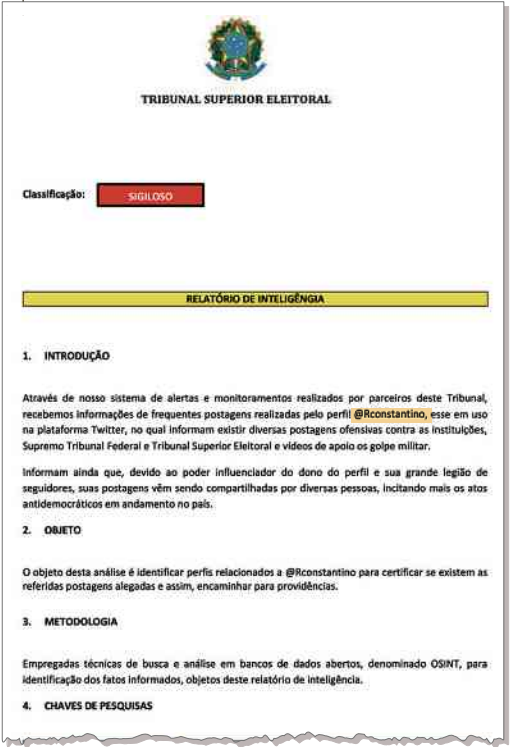 TRIBUNAL SUPERIOR ELEITORAL
Classificação: SIGILOSO
RELATÓRIO DE INTELIGÊNCIA
1. INTRODUÇÃO
Através de nosso sistema de alertas e monitoramentos realizados por parceiros deste Tribunal,
recebemos informações de frequentes postagens realizadas pelo perfil @Rconstantino, esse em uso
na plataforma Twitter, no qual informam existir diversas postagens ofensivas contra as instituições,
Supremo Tribunal Federal e Tribunal Superior Eleitoral e vídeos de apoio os golpe militar.
Informam ainda que, devido ao poder influenciador do dono do perfil e sua grande legião de
seguidores, suas postagens vêm sendo compartilhadas por diversas pessoas, incitando mais os atos
antidemocráticos em andamento no país.
2. OBJETO
O objeto desta análise é identificar perfis relacionados a @Rconstantino para certificar se existem as
referidas postagens alegadas e assim, encaminhar para providências.
3. METODOLOGIA
Empregadas técnicas de busca e análise em bancos de dados abertos, denominado OSINT, para
identificação dos fatos informados, objetos deste relatório de inteligência.
4. CHAVES DE PESQUISAS